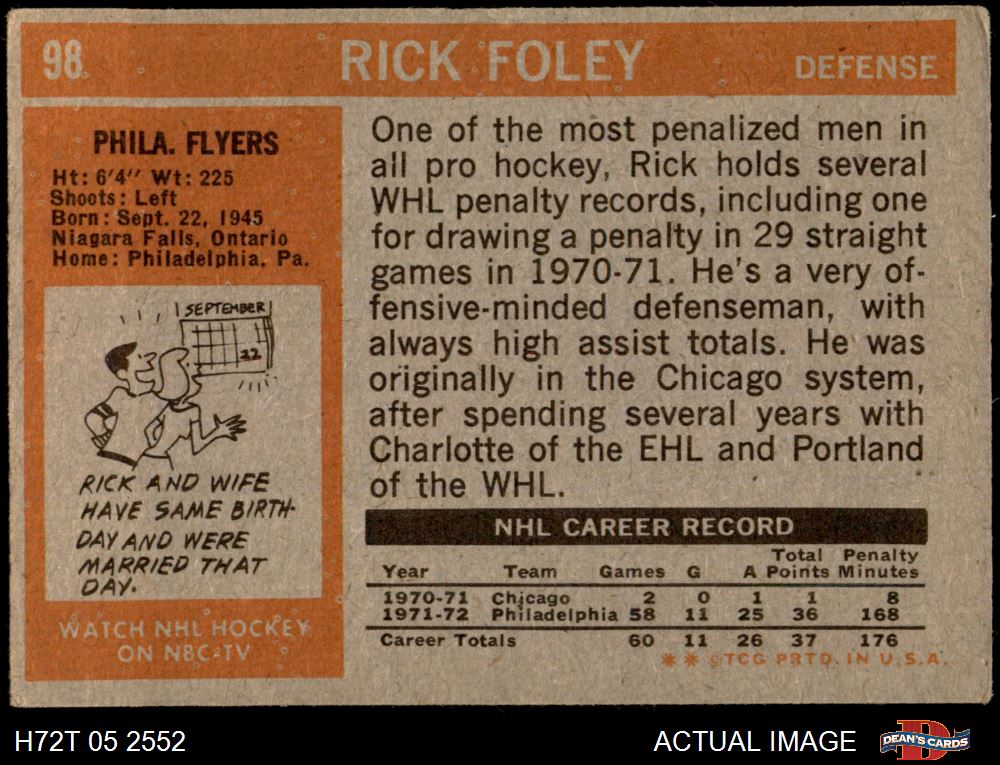 98
RICK FOLEY
DEFENSE
PHILA. FLYERS
Ht: 6'4" Wt: 225
Shoots: Left
Born: Sept. 22, 1945
Niagara Falls, Ontario
Home: Philadelphia, Pa.
SEPTEMBER
22
RICK AND WIFE
HAVE SAME BIRTH-
DAY AND WERE
MARRIED THAT
DAY.
WATCH NHL HOCKEY
ON NBC-TV
One of the most penalized men in
all pro hockey, Rick holds several
WHL penalty records, including one
for drawing a penalty in 29 straight
games in 1970-71. He's a very of-
fensive-minded defenseman, with
always high assist totals. He was
originally in the Chicago system,
after spending several years with
Charlotte of the EHL and Portland
of the WHL.
NHL CAREER RECORD
Year Team Games G A Total Points Penalty Minutes
1970-71 Chicago 2 0 1 1 8
1971-72 Philadelphia 58 11 25 36 168
Career Totals 60 11 26 37 176
** ©TCG PRTD. IN U.S.A.
H72T 05 2552
ACTUAL IMAGE
D
DEAN'S CARDS